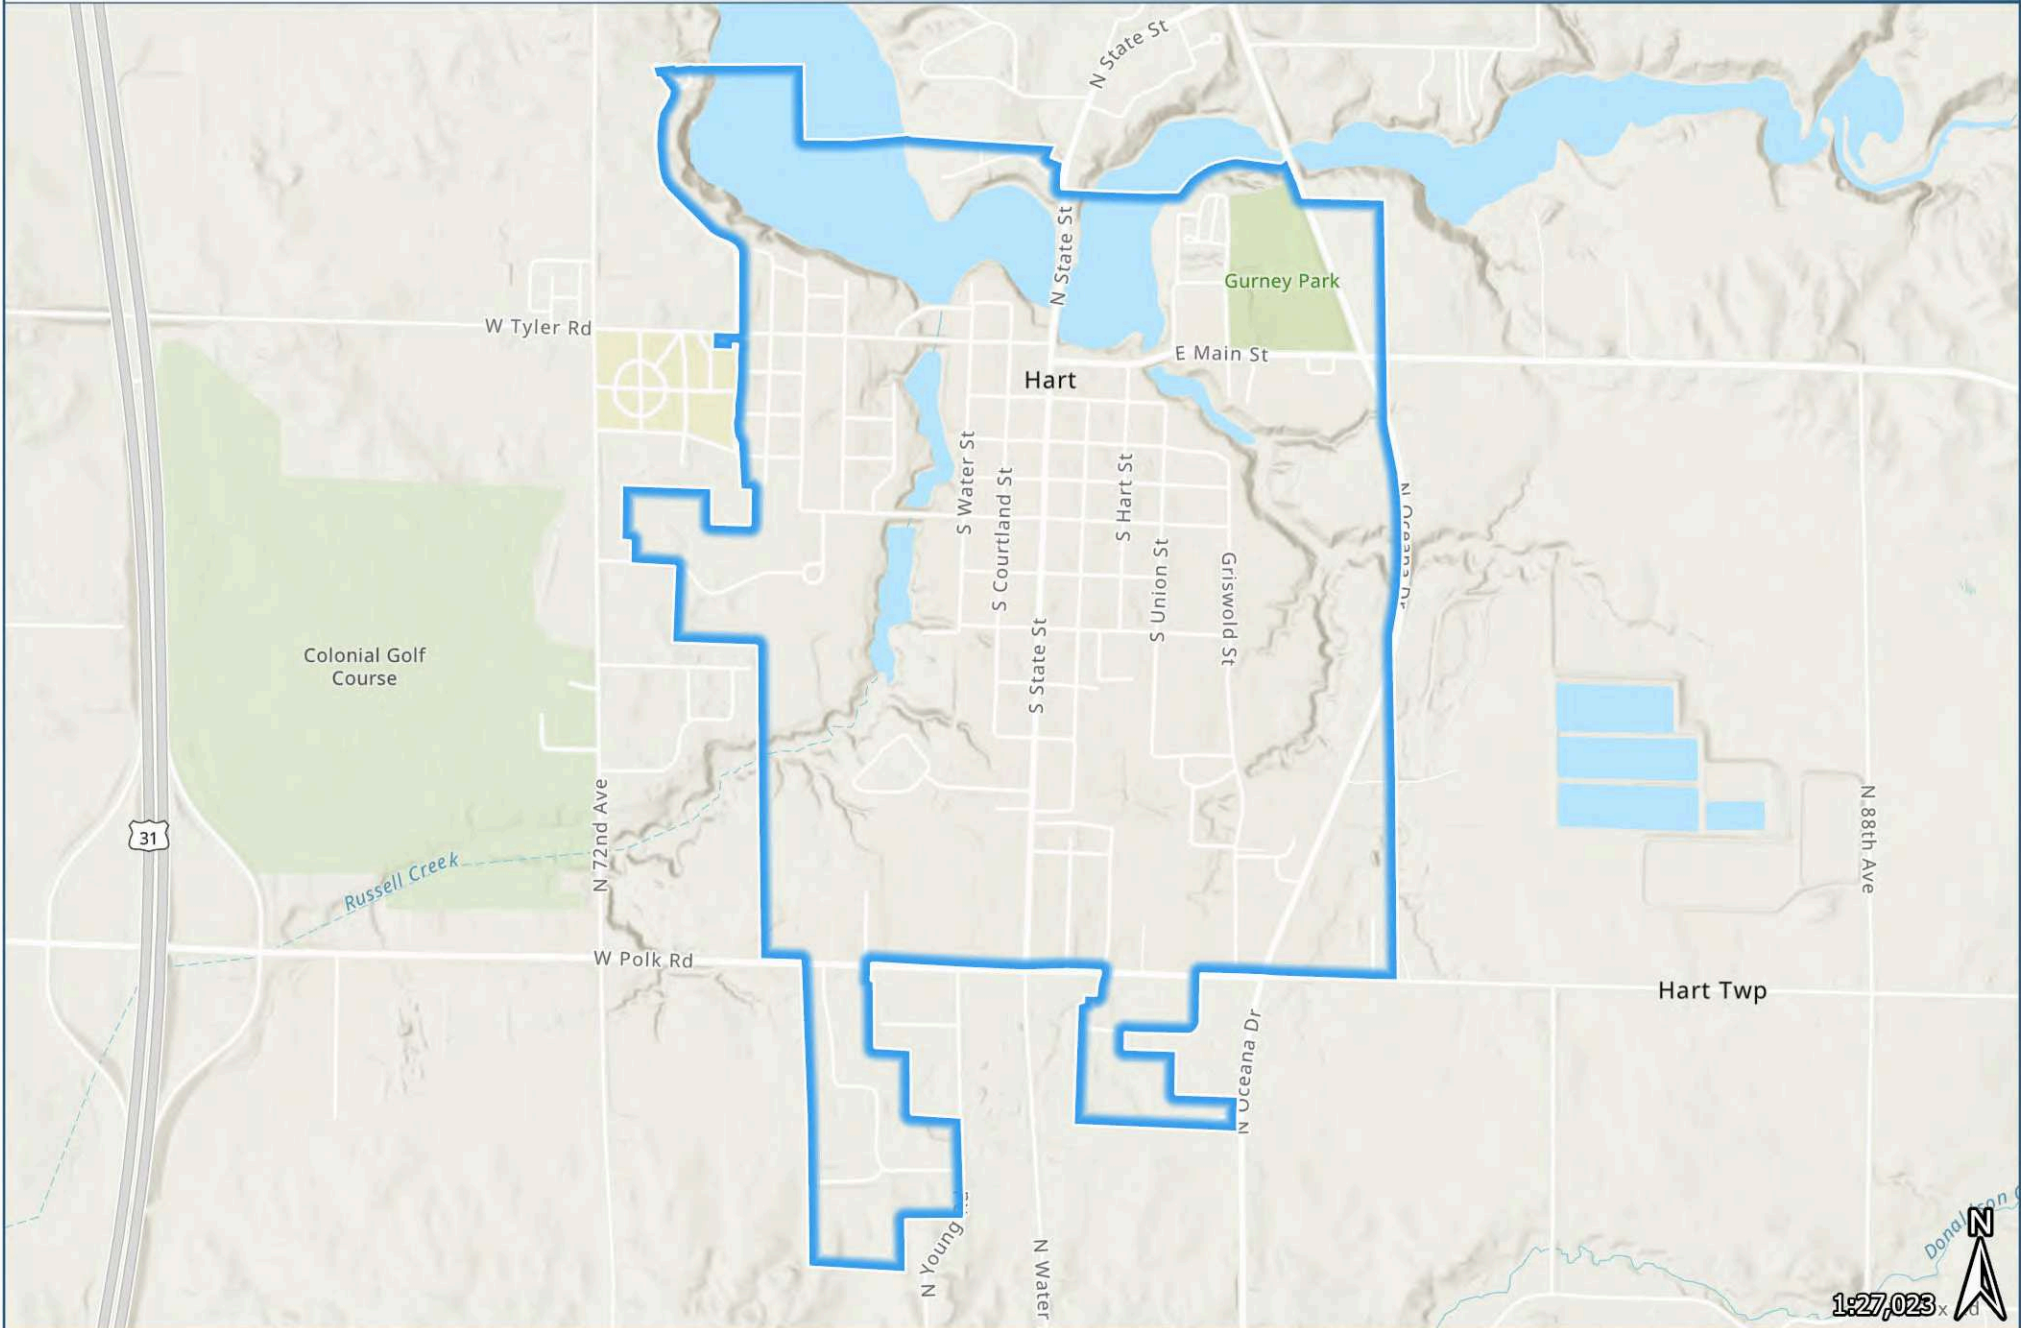 N State St
Gurney Park
N State St
W Tyler Rd
E Main St
Hart
S Water St
S Courtland St
S Hart St
S Union St
Griswold St
N Oceana Dr
S State St
Colonial Golf
Course
N 72nd Ave
31
Russell Creek
N 88th Ave
W Polk Rd
Hart Twp
N Oceana Dr
N Young
N Water
N
1:27,023